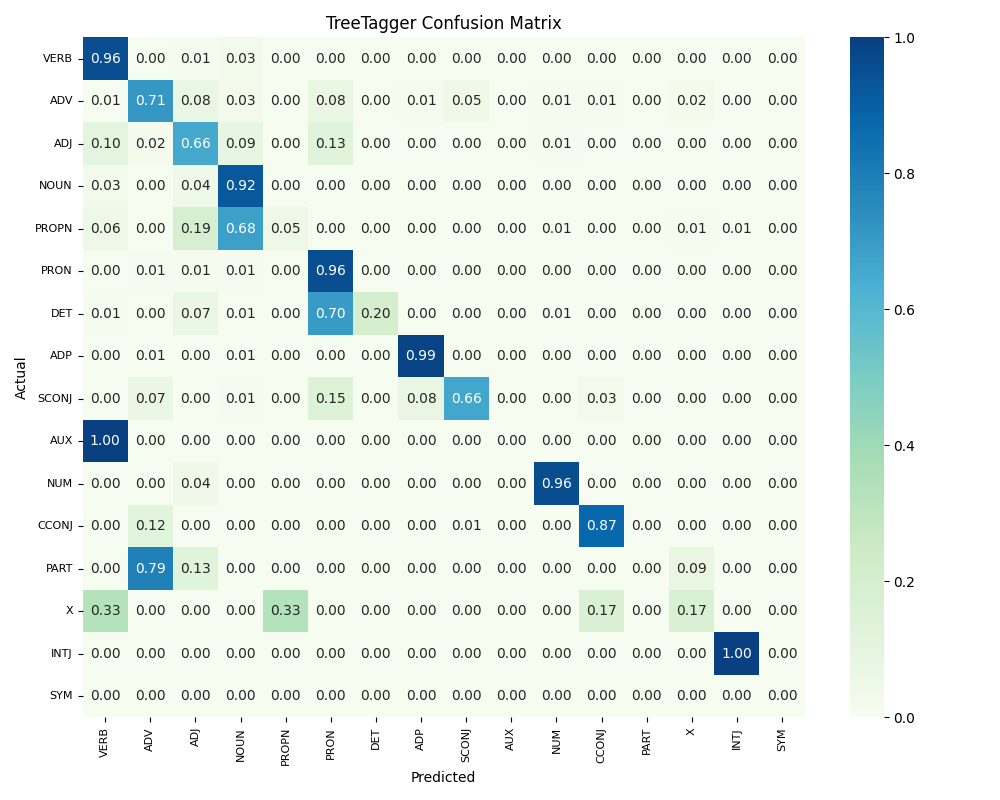 TreeTagger Confusion Matrix
VERB 0.96 0.00 0.01 0.03 0.00 0.00 0.00 0.00 0.00 0.00 0.00 0.00 0.00 0.00 0.00 0.00
ADV 0.01 0.71 0.08 0.03 0.00 0.08 0.00 0.01 0.05 0.00 0.01 0.01 0.00 0.02 0.00 0.00
ADJ 0.10 0.02 0.66 0.09 0.00 0.13 0.00 0.00 0.00 0.00 0.01 0.00 0.00 0.00 0.00 0.00
NOUN 0.03 0.00 0.04 0.92 0.00 0.00 0.00 0.00 0.00 0.00 0.00 0.00 0.00 0.00 0.00 0.00
PROPN 0.06 0.00 0.19 0.68 0.05 0.00 0.00 0.00 0.00 0.00 0.01 0.00 0.00 0.01 0.01 0.00
PRON 0.00 0.01 0.01 0.01 0.00 0.96 0.00 0.00 0.00 0.00 0.00 0.00 0.00 0.00 0.00 0.00
DET 0.01 0.00 0.07 0.01 0.00 0.70 0.20 0.00 0.00 0.00 0.01 0.00 0.00 0.00 0.00 0.00
ADP 0.00 0.01 0.00 0.01 0.00 0.00 0.00 0.99 0.00 0.00 0.00 0.00 0.00 0.00 0.00 0.00
SCONJ 0.00 0.07 0.00 0.01 0.00 0.15 0.00 0.08 0.66 0.00 0.00 0.03 0.00 0.00 0.00 0.00
AUX 1.00 0.00 0.00 0.00 0.00 0.00 0.00 0.00 0.00 0.00 0.00 0.00 0.00 0.00 0.00 0.00
NUM 0.00 0.00 0.04 0.00 0.00 0.00 0.00 0.00 0.00 0.00 0.96 0.00 0.00 0.00 0.00 0.00
CCONJ 0.00 0.12 0.00 0.00 0.00 0.00 0.00 0.00 0.01 0.00 0.00 0.87 0.00 0.00 0.00 0.00
PART 0.00 0.79 0.13 0.00 0.00 0.00 0.00 0.00 0.00 0.00 0.00 0.00 0.00 0.09 0.00 0.00
X 0.33 0.00 0.00 0.00 0.33 0.00 0.00 0.00 0.00 0.00 0.00 0.17 0.00 0.17 0.00 0.00
INTJ 0.00 0.00 0.00 0.00 0.00 0.00 0.00 0.00 0.00 0.00 0.00 0.00 0.00 0.00 1.00 0.00
SYM 0.00 0.00 0.00 0.00 0.00 0.00 0.00 0.00 0.00 0.00 0.00 0.00 0.00 0.00 0.00 0.00
VERB ADV ADJ NOUN PROPN PRON DET ADP SCONJ AUX NUM CCONJ PART X INTJ SYM
Predicted
Actual
1.0
0.8
0.6
0.4
0.2
0.0